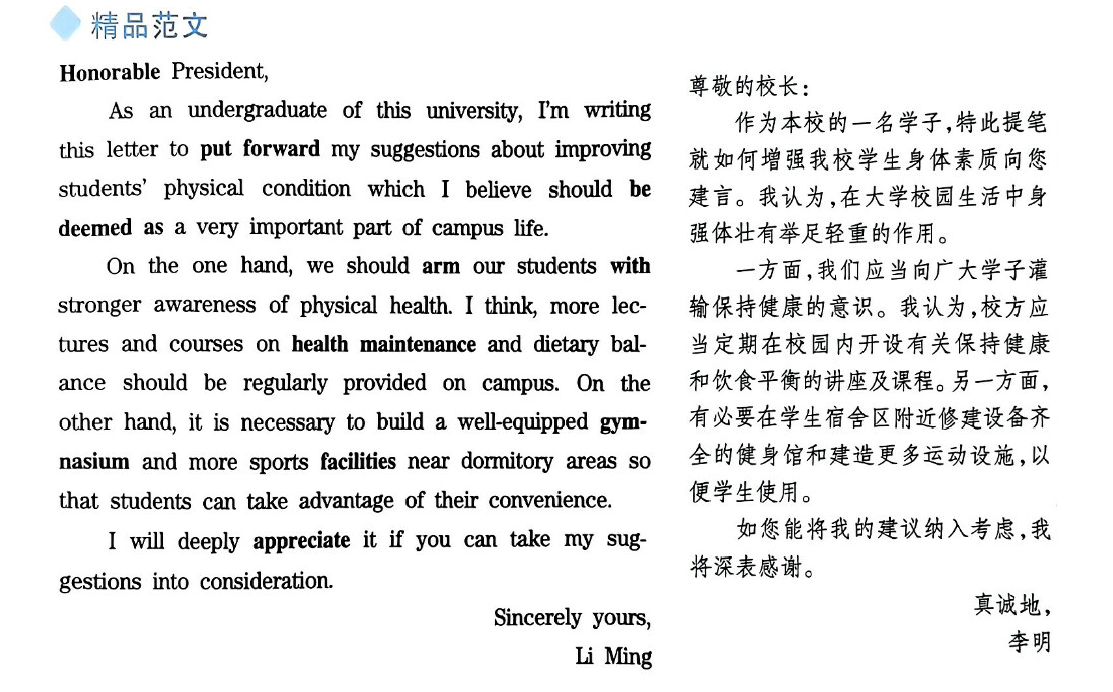 精品范文
Honorable President,
As an undergraduate of this university, I'm writing
this letter to put forward my suggestions about improving
students' physical condition which I believe should be
deemed as a very important part of campus life.
On the one hand, we should arm our students with
stronger awareness of physical health. I think, more lec-
tures and courses on health maintenance and dietary bal-
ance should be regularly provided on campus. On the
other hand, it is necessary to build a well-equipped gym-
nasium and more sports facilities near dormitory areas so
that students can take advantage of their convenience.
I will deeply appreciate it if you can take my sug-
gestions into consideration.
Sincerely yours,
Li Ming
尊敬的校长:
作为本校的一名学子,特此提笔
就如何增强我校学生身体素质向您
建言。我认为,在大学校园生活中身
强体壮有举足轻重的作用。
一方面,我们应当向广大学子灌
输保持健康的意识。我认为,校方应
当定期在校园内开设有关保持健康
和饮食平衡的讲座及课程。另一方面,
有必要在学生宿舍区附近修建设备齐
全的健身馆和建造更多运动设施,以
便学生使用。
如您能将我的建议纳入考虑,我
将深表感谢。
真诚地,
李明